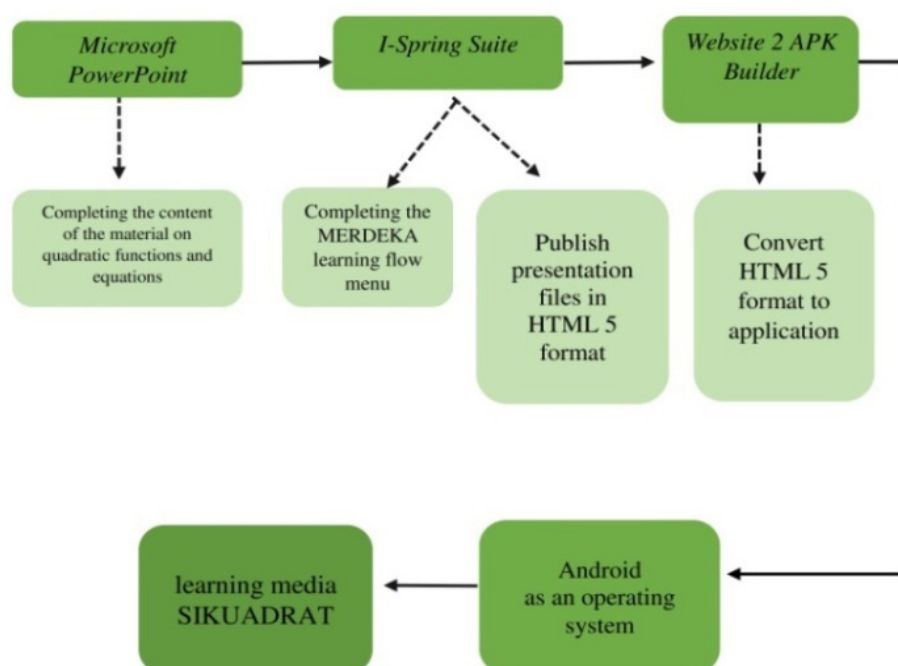 Microsoft
PowerPoint
I-Spring Suite
Website 2 APK
Builder
Completing the content
of the material on
quadratic functions and
equations
Completing the
MERDEKA
learning flow
menu
Publish
presentation
files in
HTML 5
format
Convert
HTML 5
format to
application
learning media
SIKUADRAT
Android
as an operating
system